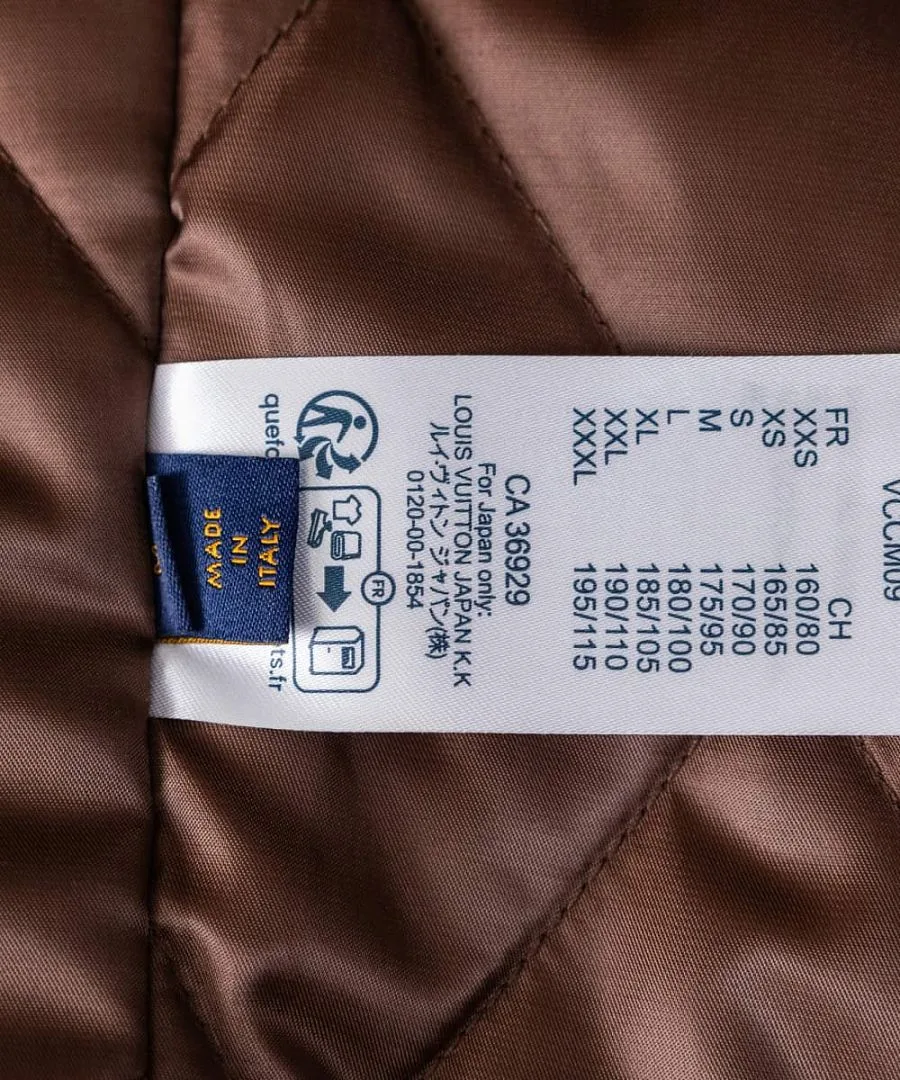 VCCM09
FR CH
XXS 160/80
XS 165/85
S 170/90
M 175/95
L 180/100
XL 185/105
XXL 190/110
XXXL 195/115
CA 36929
For Japan only:
LOUIS VUITTON JAPAN K.K
ルイ・ヴィトン ジャパン(株)
0120-00-1854
FR
ts.fr
MADE
IN
ITALY